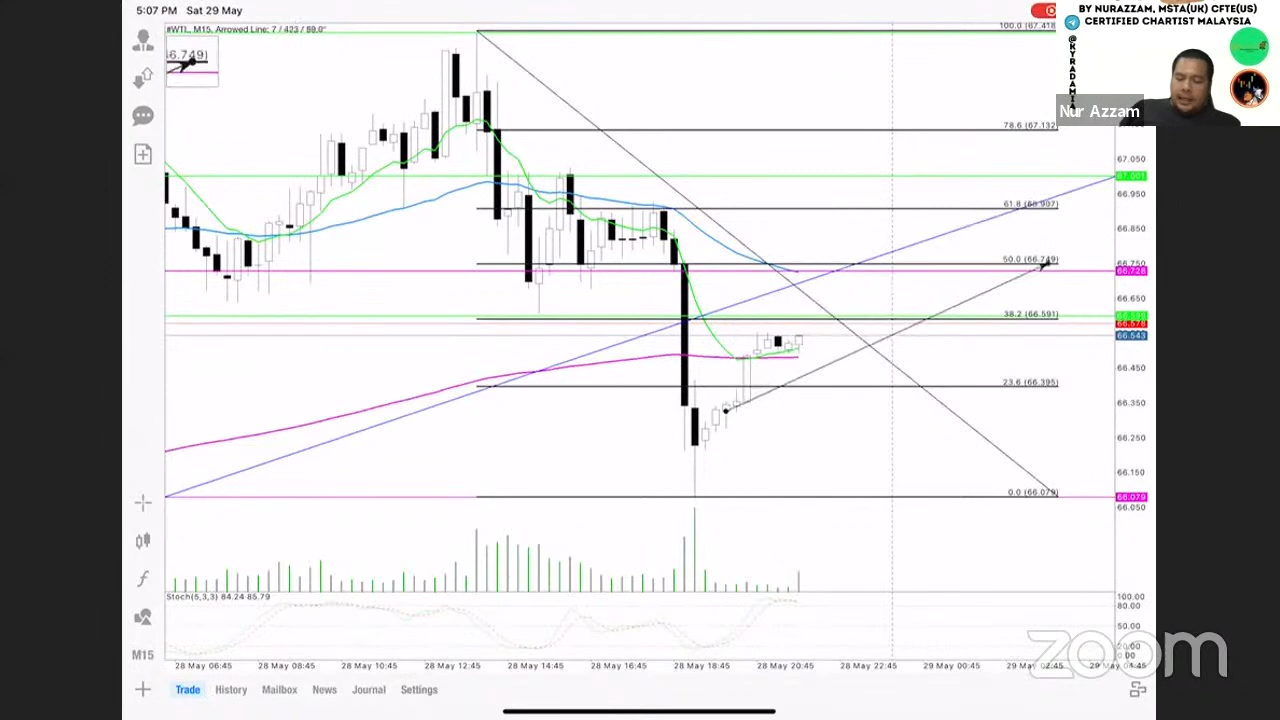 5:07 PM Sat 29 May
BY NURAZZAM, MSTA(UK) CFTE(US)
CERTIFIED CHARTIST MALAYSIA
@KYRADAMIA
Nur Azzam
#WTI, M15, Arrowed Line: 7 / 423 / 89.0°
66.749)
100.0 (67.418)
78.6 (67.132)
61.8 (66.907)
50.0 (66.749)
38.2 (66.591)
23.6 (66.395)
0.0 (66.079)
67.050
67.001
66.950
66.850
66.750
66.728
66.650
66.578
66.543
66.450
66.350
66.250
66.150
66.079
66.050
Stoch(5,3,3) 84.24 85.79
100.00
80.00
50.00
20.00
0.00
28 May 06:45
28 May 08:45
28 May 10:45
28 May 12:45
28 May 14:45
28 May 16:45
28 May 18:45
28 May 20:45
28 May 22:45
29 May 00:45
29 May 02:45
29 May 04:45
M15
Trade
History
Mailbox
News
Journal
Settings
zoom